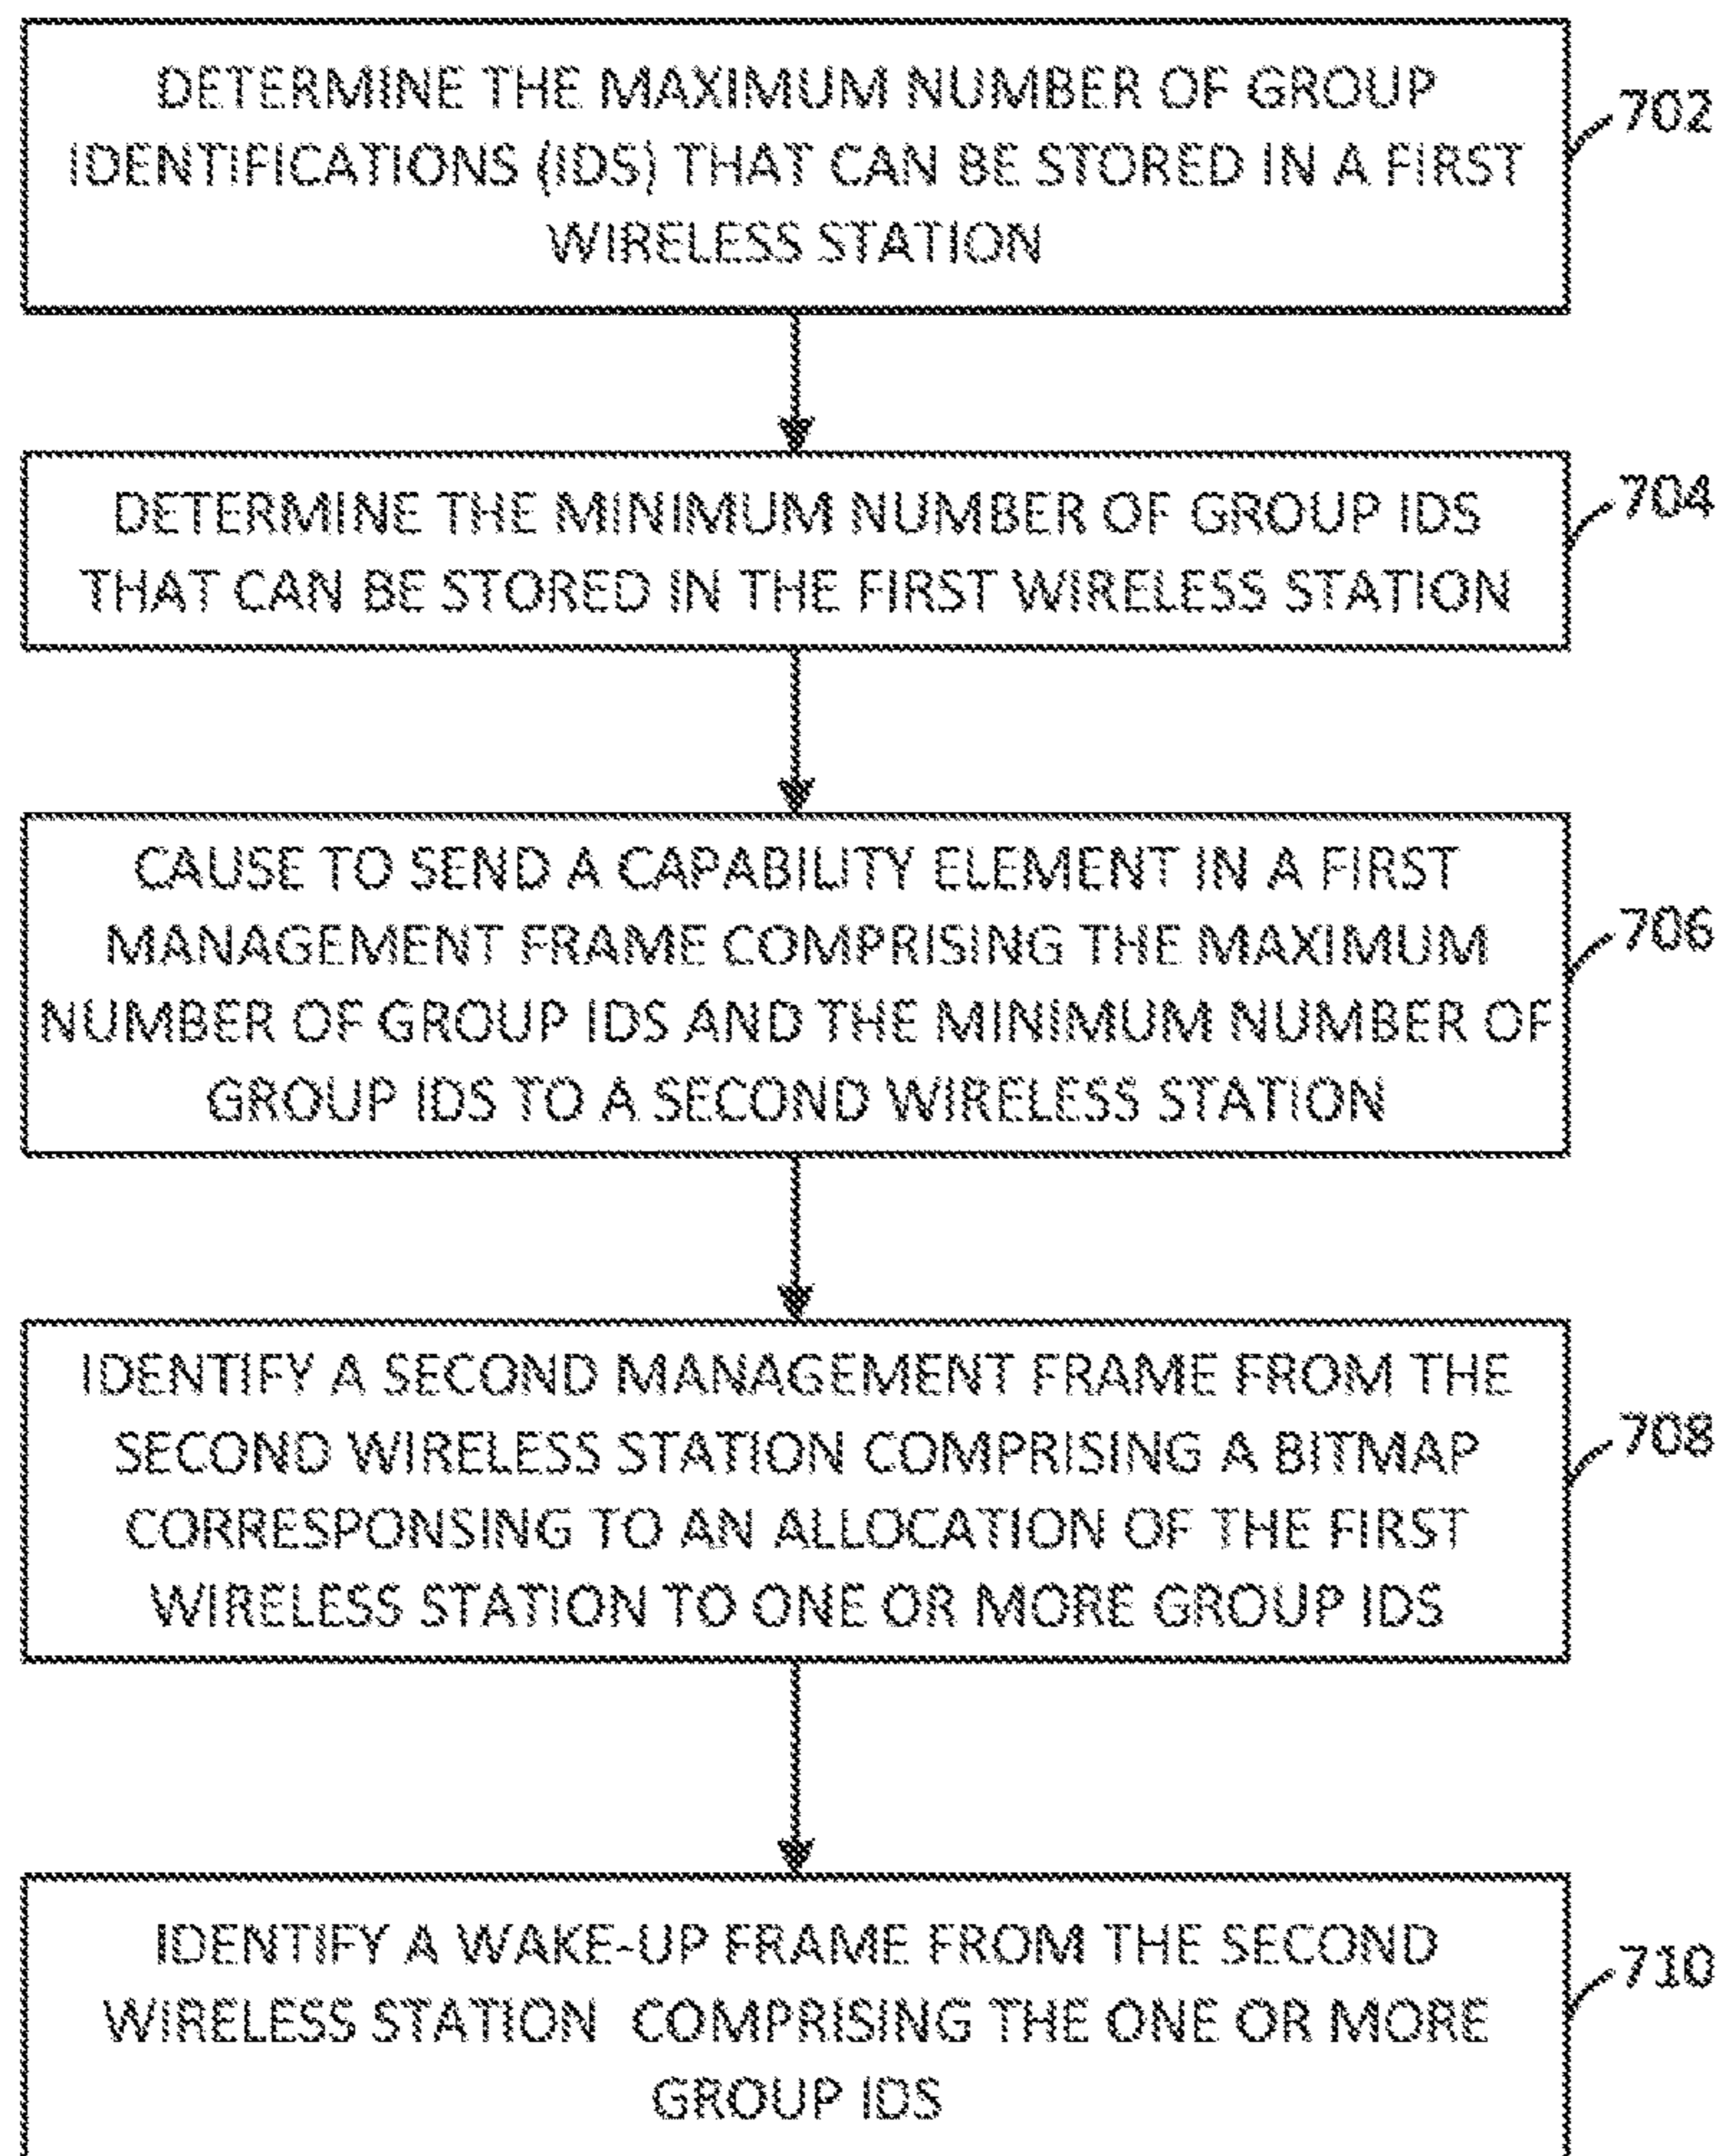 DETERMINE THE MAXIMUM NUMBER OF GROUP
IDENTIFICATIONS (IDS) THAT CAN BE STORED IN A FIRST
WIRELESS STATION
702
DETERMINE THE MINIMUM NUMBER OF GROUP IDS
THAT CAN BE STORED IN THE FIRST WIRELESS STATION
704
CAUSE TO SEND A CAPABILITY ELEMENT IN A FIRST
MANAGEMENT FRAME COMPRISING THE MAXIMUM
NUMBER OF GROUP IDS AND THE MINIMUM NUMBER OF
GROUP IDS TO A SECOND WIRELESS STATION
706
IDENTIFY A SECOND MANAGEMENT FRAME FROM THE
SECOND WIRELESS STATION COMPRISING A BITMAP
CORRESPONSING TO AN ALLOCATION OF THE FIRST
WIRELESS STATION TO ONE OR MORE GROUP IDS
708
IDENTIFY A WAKE-UP FRAME FROM THE SECOND
WIRELESS STATION COMPRISING THE ONE OR MORE
GROUP IDS
710